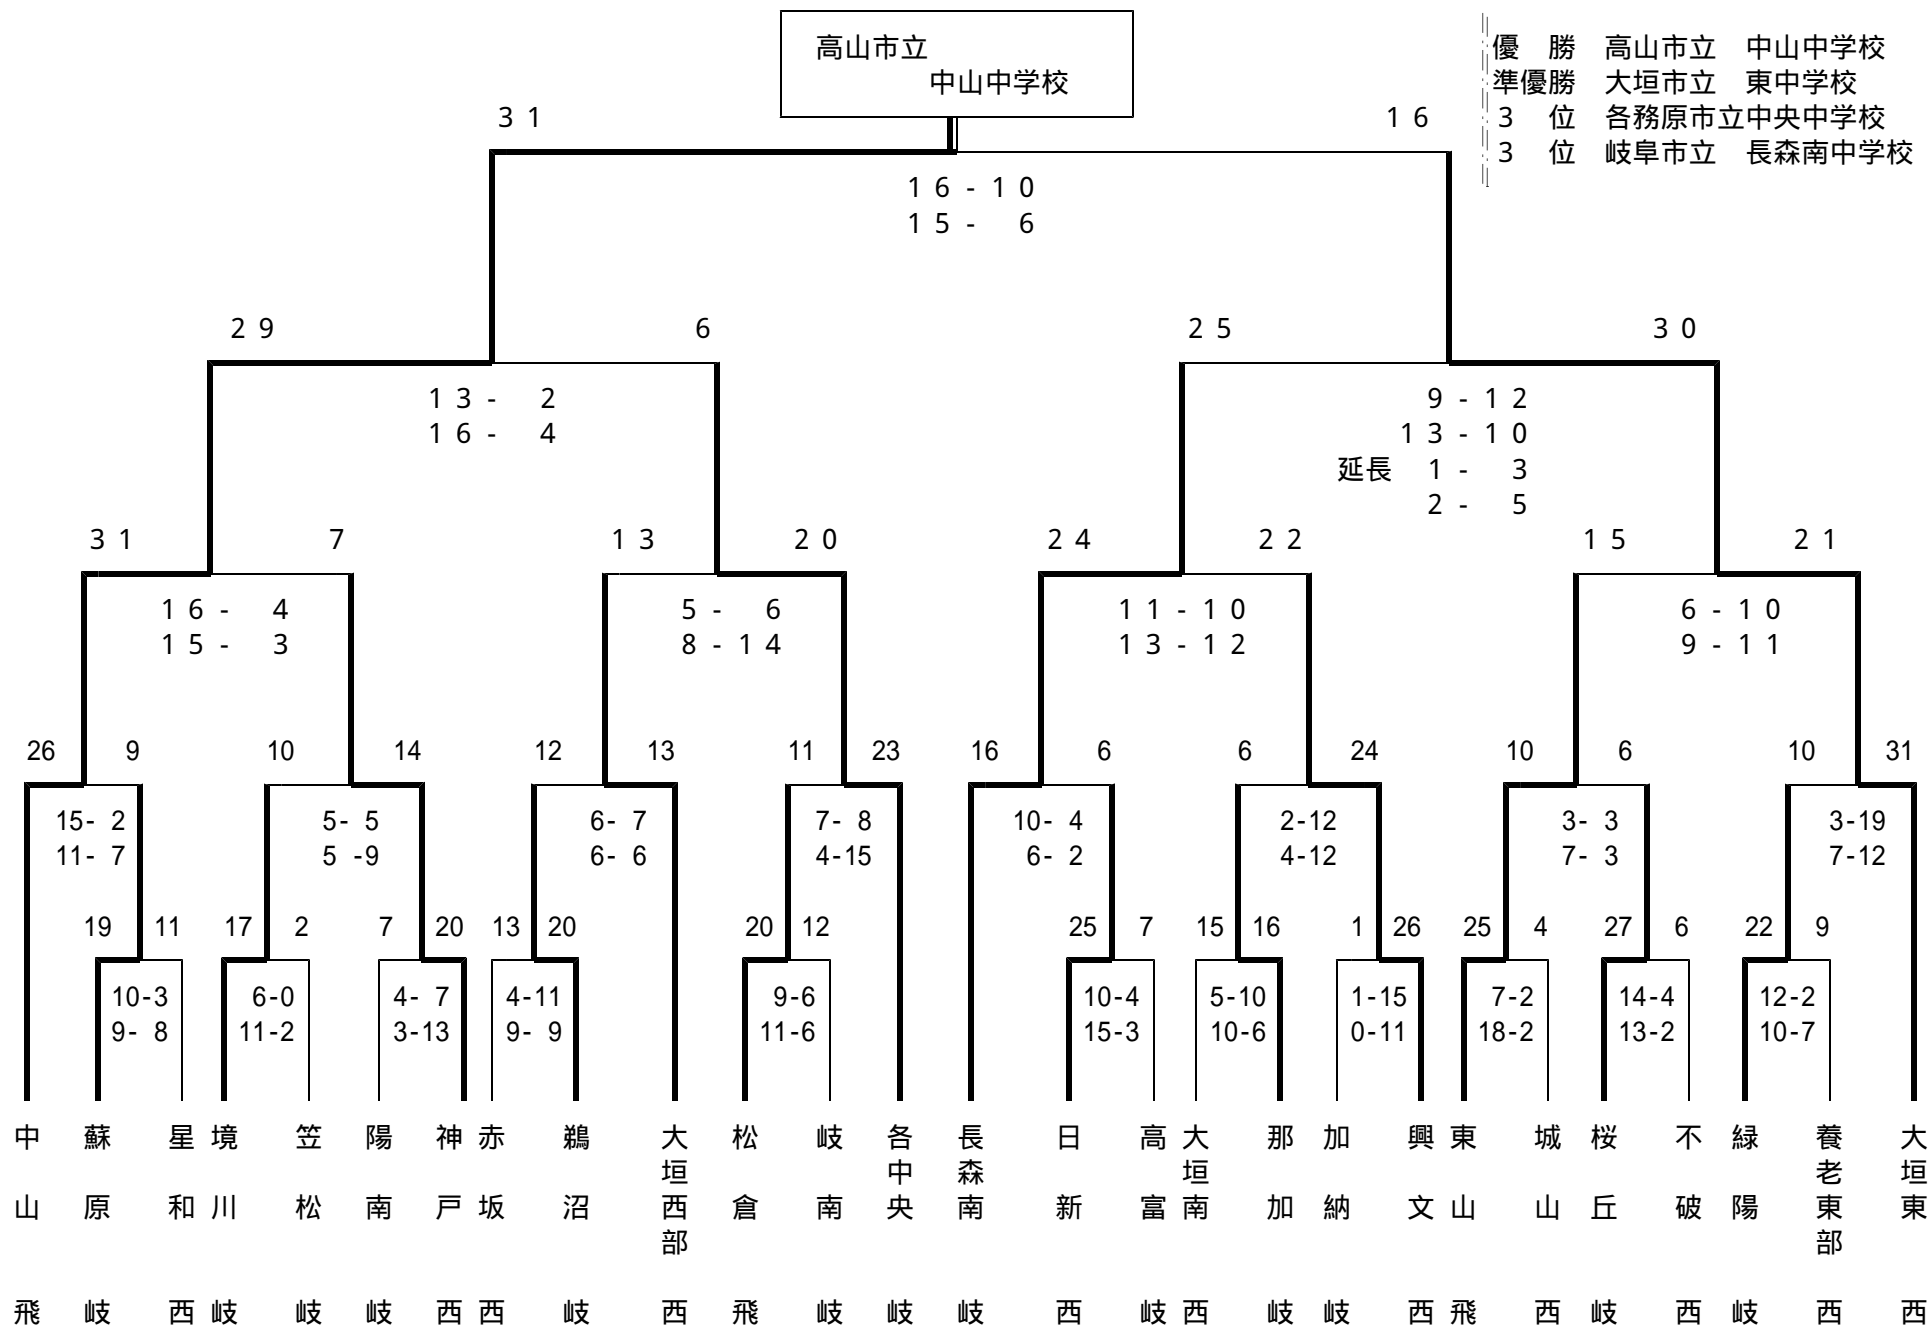 高山市立
中山中学校
優　勝　高山市立　中山中学校
準優勝　大垣市立　東中学校
3　位　各務原市立中央中学校
3　位　岐阜市立　長森南中学校
31 16
16-10
15- 6
29 6 25 30
13- 2
16- 4
9-12
13-10
延長 1- 3
2- 5
31 7 13 20 24 22 15 21
16- 4 5- 6 11-10 6-10
15- 3 8-14 13-12 9-11
26 9 10 14 12 13 11 23 16 6 6 24 10 6 10 31
15- 2 5- 5 6- 7 7- 8 10- 4 2-12 3- 3 3-19
11- 7 5 -9 6- 6 4-15 6- 2 4-12 7- 3 7-12
19 11 17 2 7 20 13 20 20 12 25 7 15 16 1 26 25 4 27 6 22 9
10-3 6-0 4- 7 4-11 9-6 10-4 5-10 1-15 7-2 14-4 12-2
9- 8 11-2 3-13 9- 9 11-6 15-3 10-6 0-11 18-2 13-2 10-7
中山
蘇原
星和
境川
笠松
陽南
神戸
赤坂
鵜沼
大垣西部
松倉
岐南
各中央
長森南
日新
高富
大垣南
那加
加納
興文
東山
城山
桜丘
不破
緑陽
養老東部
大垣東
飛 岐 西 岐 岐 岐 西 西 岐 西 飛 岐 岐 岐 西 岐 西 岐 岐 西 飛 西 岐 西 岐 西 西